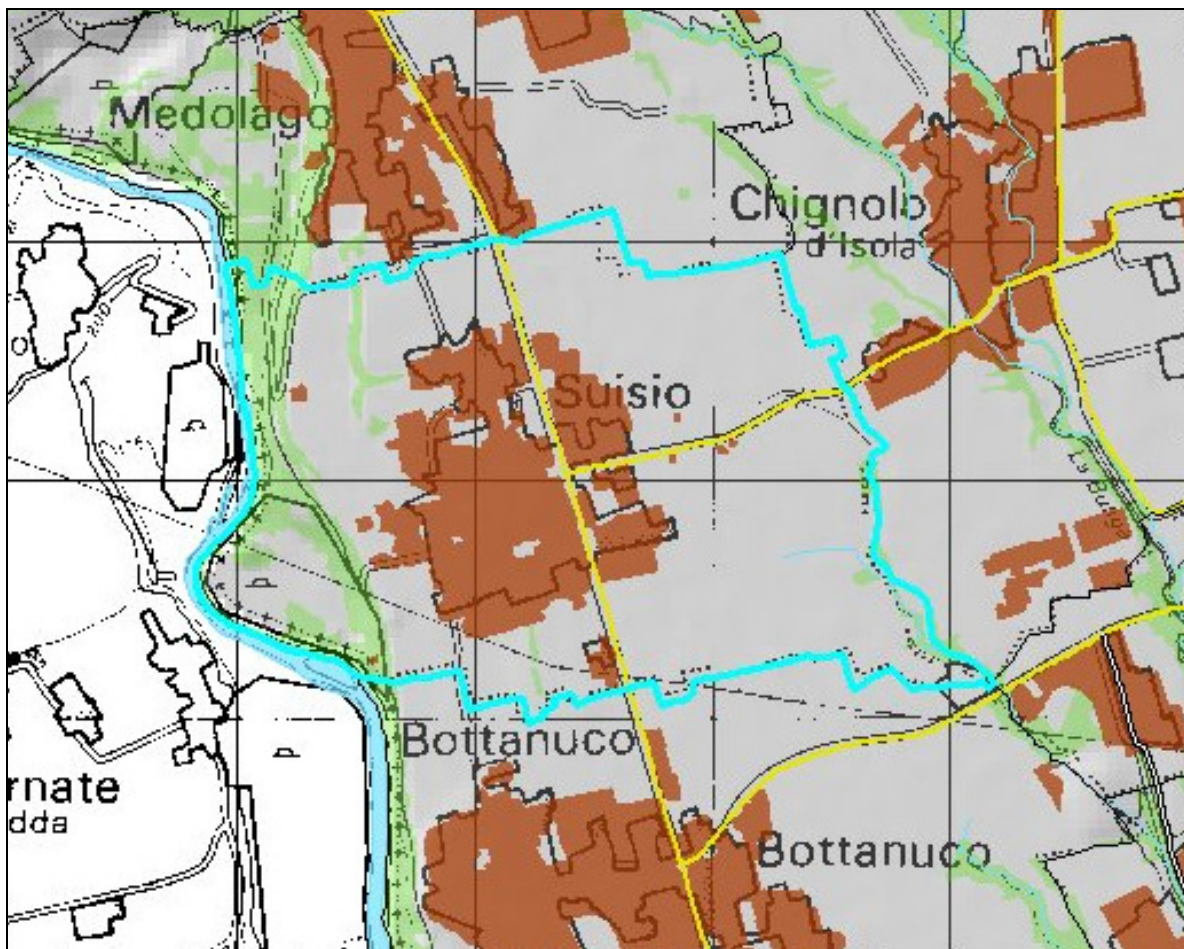 Medolago
Chignolo
d'Isola
Suisio
Bottanuco
rnate
dda
Bottanuco